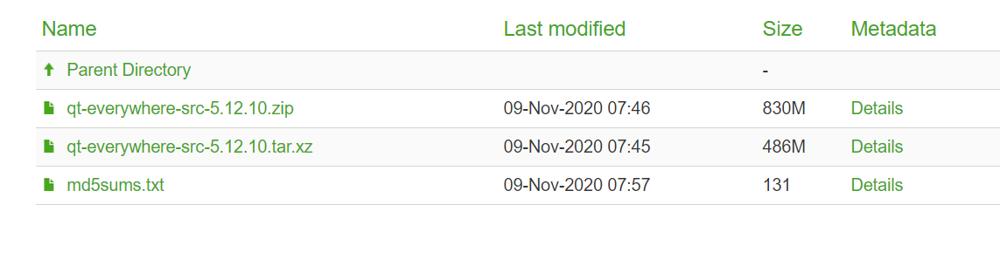 Name Last modified Size Metadata
Parent Directory -
qt-everywhere-src-5.12.10.zip 09-Nov-2020 07:46 830M Details
qt-everywhere-src-5.12.10.tar.xz 09-Nov-2020 07:45 486M Details
md5sums.txt 09-Nov-2020 07:57 131 Details